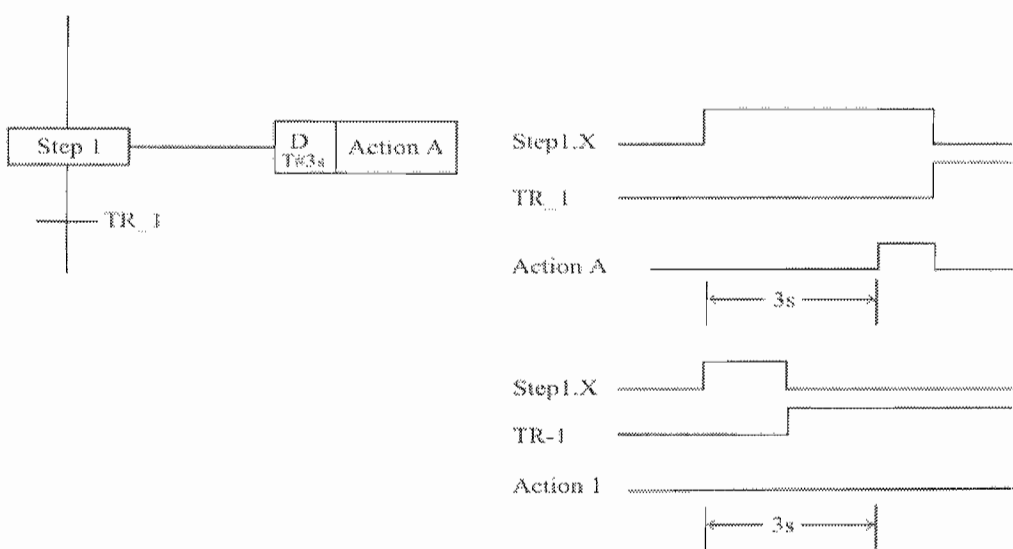 Step 1
D
T#3s
Action A
TR_1
Step1.X
TR_1
Action A
3s
Step1.X
TR-1
Action 1
3s